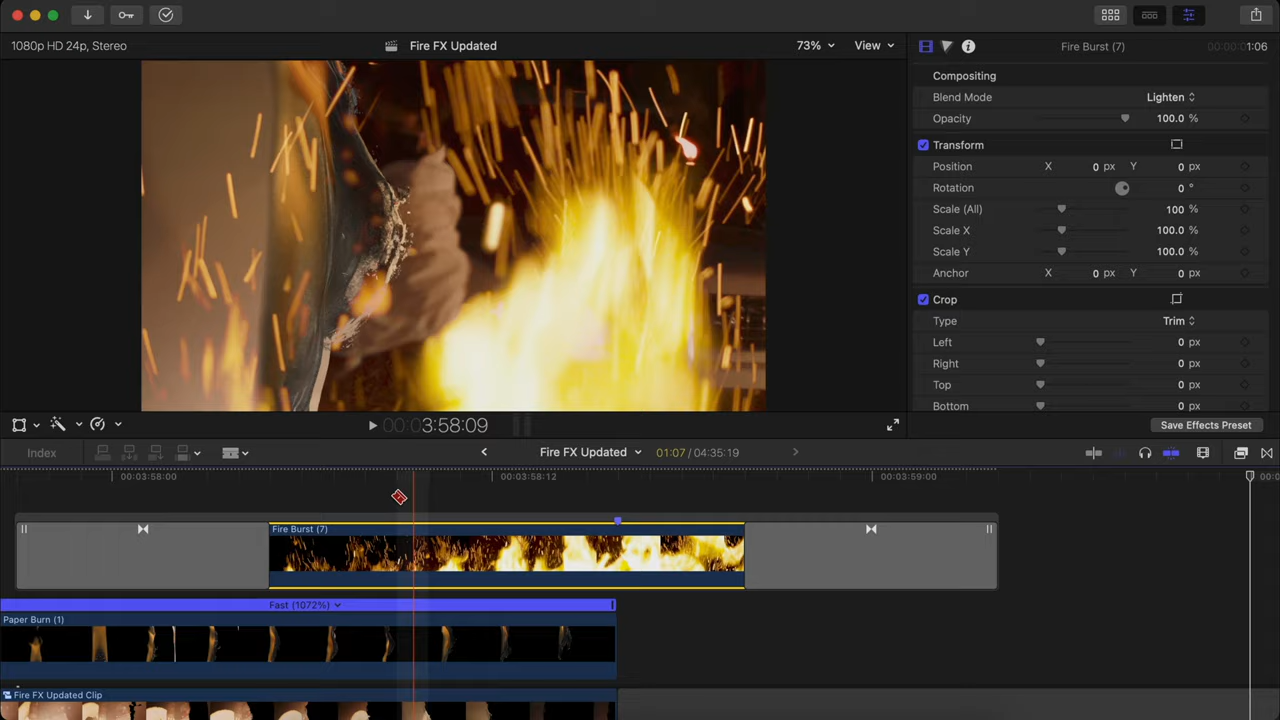 1080p HD 24p, Stereo
Fire FX Updated
73%
View
Fire Burst (7)
00:00:01:06
Compositing
Blend Mode
Lighten
Opacity
100.0 %
Transform
Position
X
0 px
Y
0 px
Rotation
0 °
Scale (All)
100 %
Scale X
100.0 %
Scale Y
100.0 %
Anchor
X
0 px
Y
0 px
Crop
Type
Trim
Left
0 px
Right
0 px
Top
0 px
Bottom
0 px
00:03:58:09
Save Effects Preset
Index
Fire FX Updated
01:07 / 04:35:19
00:03:58:00
00:03:58:12
00:03:59:00
Fire Burst (7)
Fast (1072%)
Paper Burn (1)
Fire FX Updated Clip